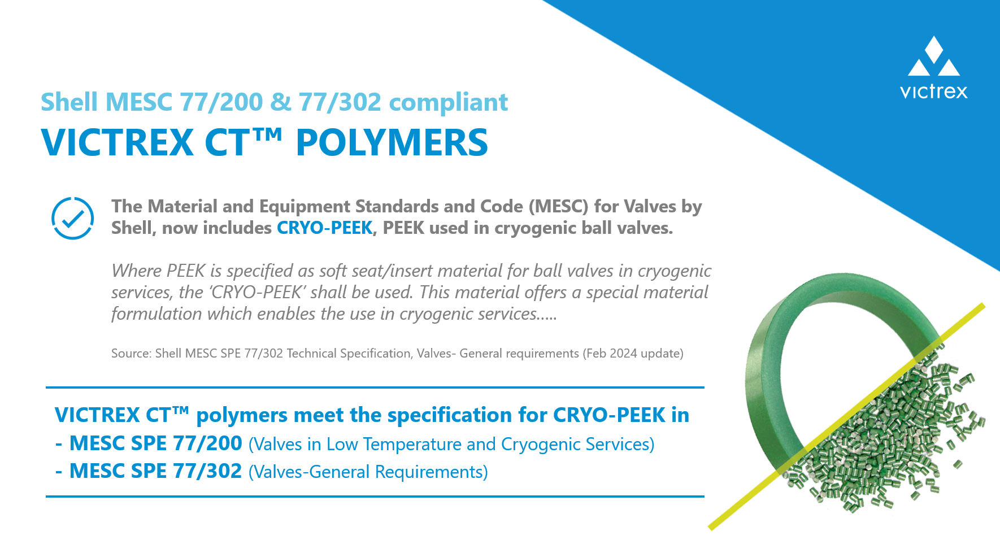 victrex
Shell MESC 77/200 & 77/302 compliant
VICTREX CT™ POLYMERS
The Material and Equipment Standards and Code (MESC) for Valves by
Shell, now includes CRYO-PEEK, PEEK used in cryogenic ball valves.
Where PEEK is specified as soft seat/insert material for ball valves in cryogenic
services, the ‘CRYO-PEEK’ shall be used. This material offers a special material
formulation which enables the use in cryogenic services.....
Source: Shell MESC SPE 77/302 Technical Specification, Valves- General requirements (Feb 2024 update)
VICTREX CT™ polymers meet the specification for CRYO-PEEK in
- MESC SPE 77/200 (Valves in Low Temperature and Cryogenic Services)
- MESC SPE 77/302 (Valves-General Requirements)